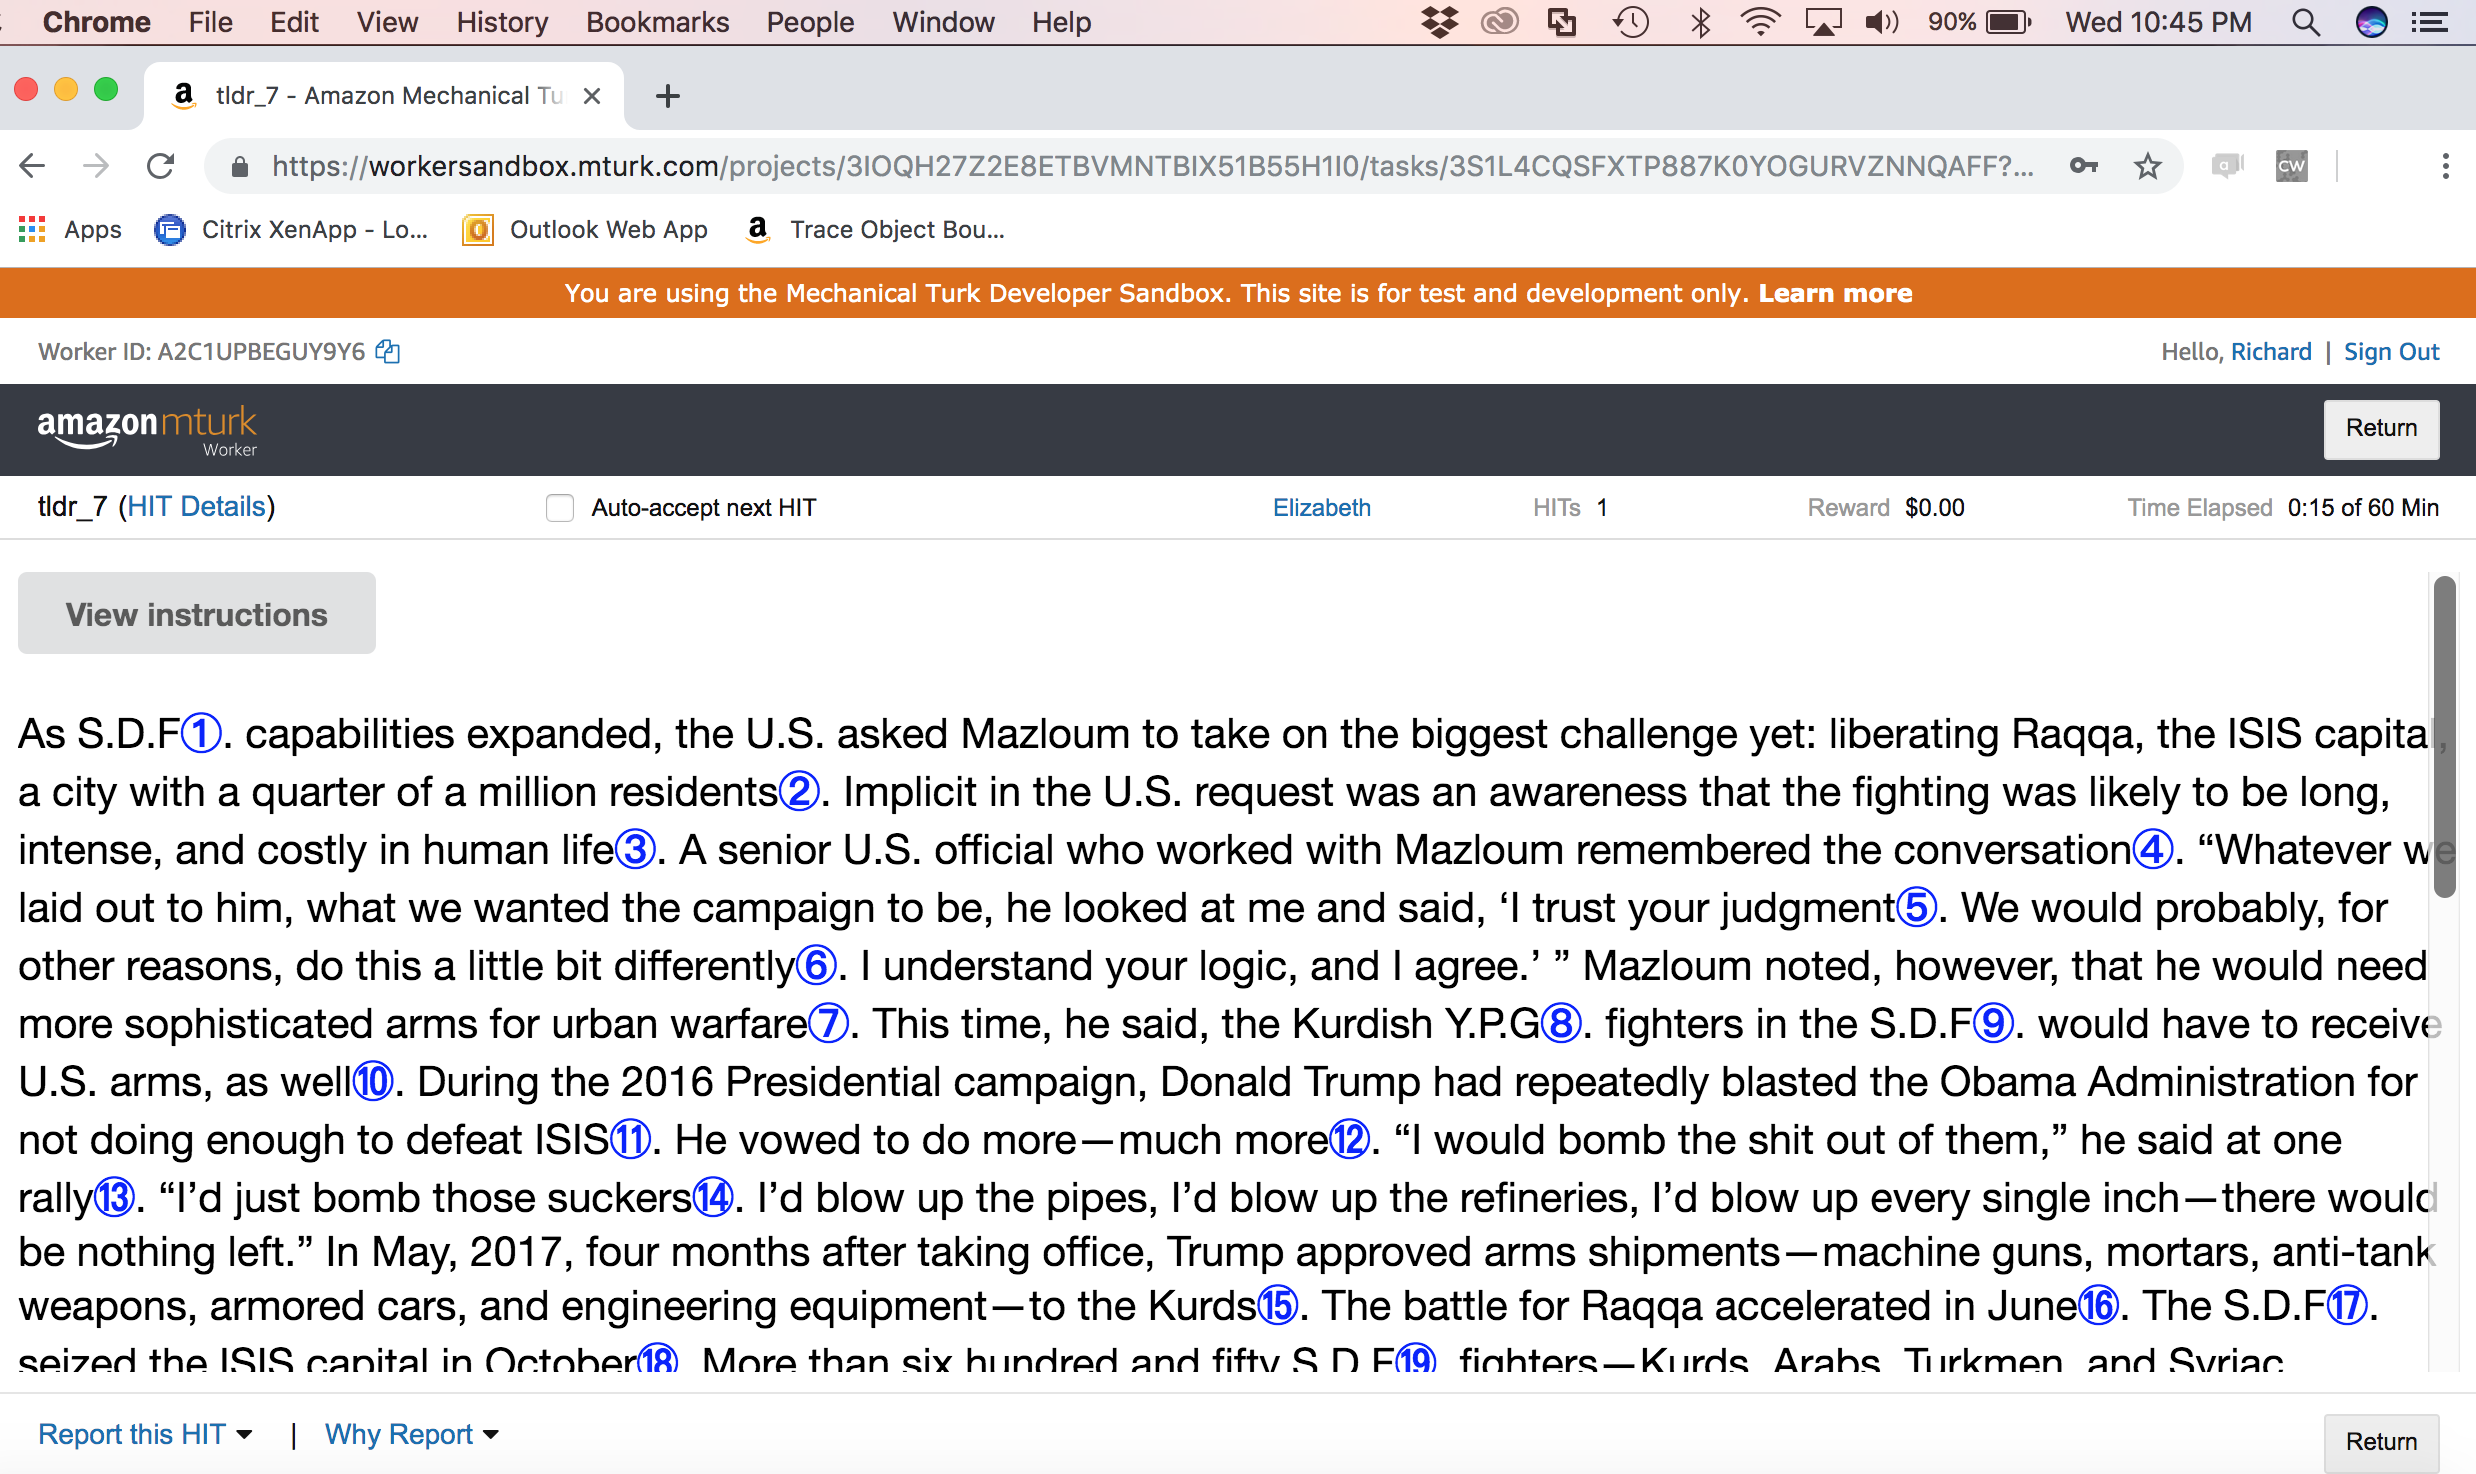 Chrome File Edit View History Bookmarks People Window Help 90% Wed 10:45 PM
tldr_7 - Amazon Mechanical Tu
https://workersandbox.mturk.com/projects/3IOQH27Z2E8ETBVMNTBIX51B55H1I0/tasks/3S1L4CQSFXTP887K0YOGURVZNNQAFF?...
Apps Citrix XenApp - Lo... Outlook Web App Trace Object Bou...
You are using the Mechanical Turk Developer Sandbox. This site is for test and development only. Learn more
Worker ID: A2C1UPBEGUY9Y6 Hello, Richard | Sign Out
amazon mturk Return
Worker
tldr_7 (HIT Details) Auto-accept next HIT Elizabeth HITs 1 Reward $0.00 Time Elapsed 0:15 of 60 Min
View instructions
As S.D.F①. capabilities expanded, the U.S. asked Mazloum to take on the biggest challenge yet: liberating Raqqa, the ISIS capital,
a city with a quarter of a million residents②. Implicit in the U.S. request was an awareness that the fighting was likely to be long,
intense, and costly in human life③. A senior U.S. official who worked with Mazloum remembered the conversation④. “Whatever we
laid out to him, what we wanted the campaign to be, he looked at me and said, ‘I trust your judgment⑤. We would probably, for
other reasons, do this a little bit differently⑥. I understand your logic, and I agree.’ ” Mazloum noted, however, that he would need
more sophisticated arms for urban warfare⑦. This time, he said, the Kurdish Y.P.G⑧. fighters in the S.D.F⑨. would have to receive
U.S. arms, as well⑩. During the 2016 Presidential campaign, Donald Trump had repeatedly blasted the Obama Administration for
not doing enough to defeat ISIS⑪. He vowed to do more—much more⑫. “I would bomb the shit out of them,” he said at one
rally⑬. “I’d just bomb those suckers⑭. I’d blow up the pipes, I’d blow up the refineries, I’d blow up every single inch—there would
be nothing left.” In May, 2017, four months after taking office, Trump approved arms shipments—machine guns, mortars, anti-tank
weapons, armored cars, and engineering equipment—to the Kurds⑮. The battle for Raqqa accelerated in June⑯. The S.D.F⑰.
seized the ISIS capital in October⑱. More than six hundred and fifty S.D.F⑲. fighters—Kurds, Arabs, Turkmen, and Syriac
Report this HIT | Why Report Return